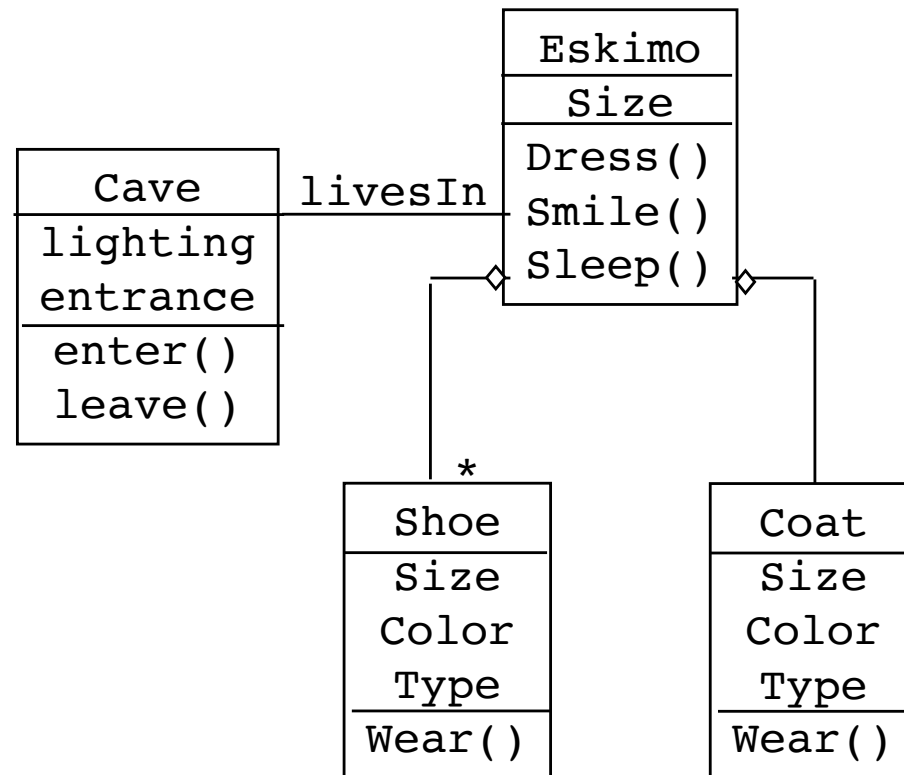 Eskimo
Size
Dress()
Smile()
Sleep()
Cave
lighting
entrance
enter()
leave()
livesIn
*
Shoe
Size
Color
Type
Wear()
Coat
Size
Color
Type
Wear()